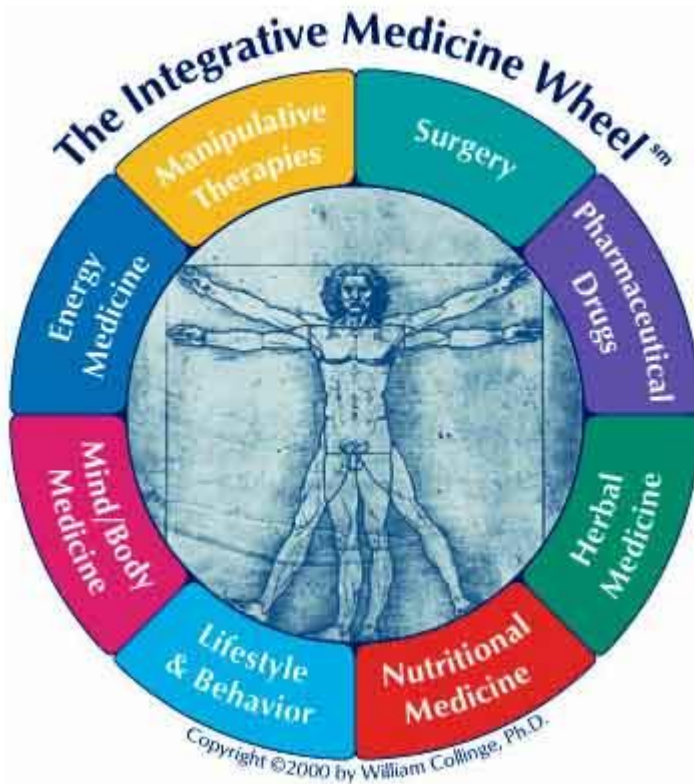 The Integrative Medicine Wheel sm
Surgery
Pharmaceutical
Drugs
Herbal
Medicine
Nutritional
Medicine
Lifestyle
& Behavior
Mind/Body
Medicine
Energy
Medicine
Manipulative
Therapies
Copyright ©2000 by William Collinge, Ph.D.